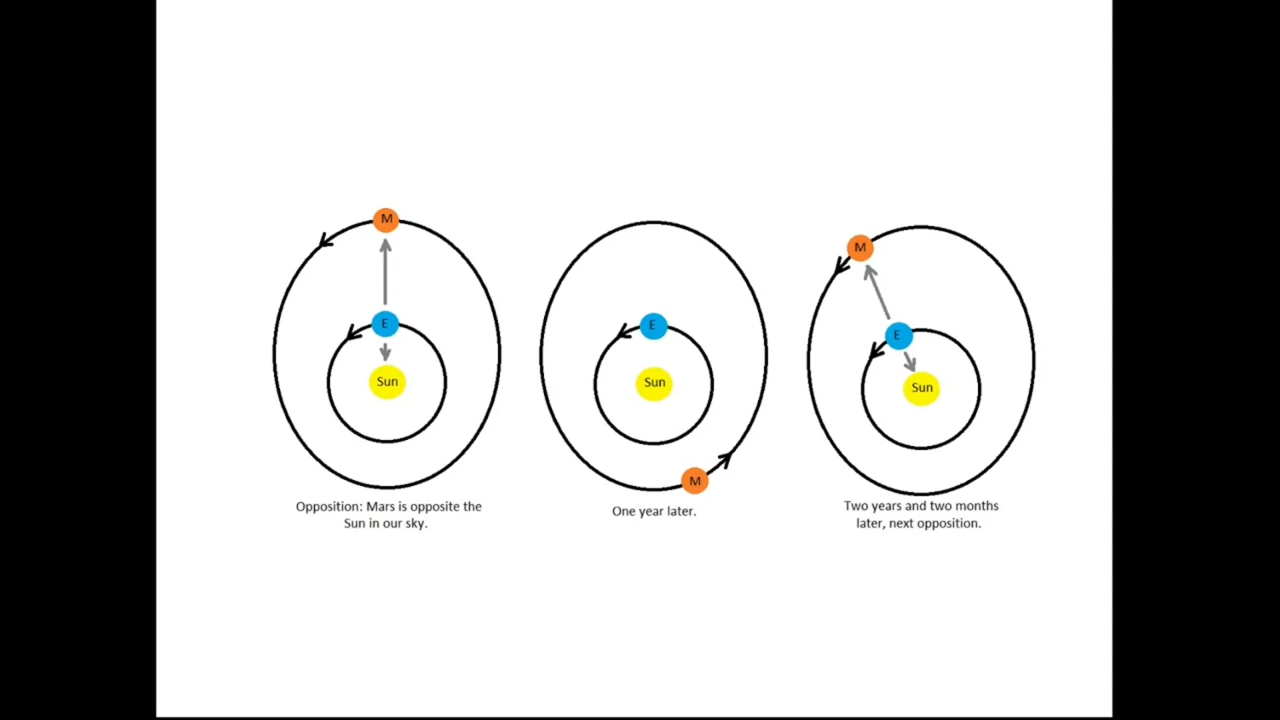 M
E
Sun
Opposition: Mars is opposite the
Sun in our sky.
E
Sun
M
One year later.
M
E
Sun
Two years and two months
later, next opposition.